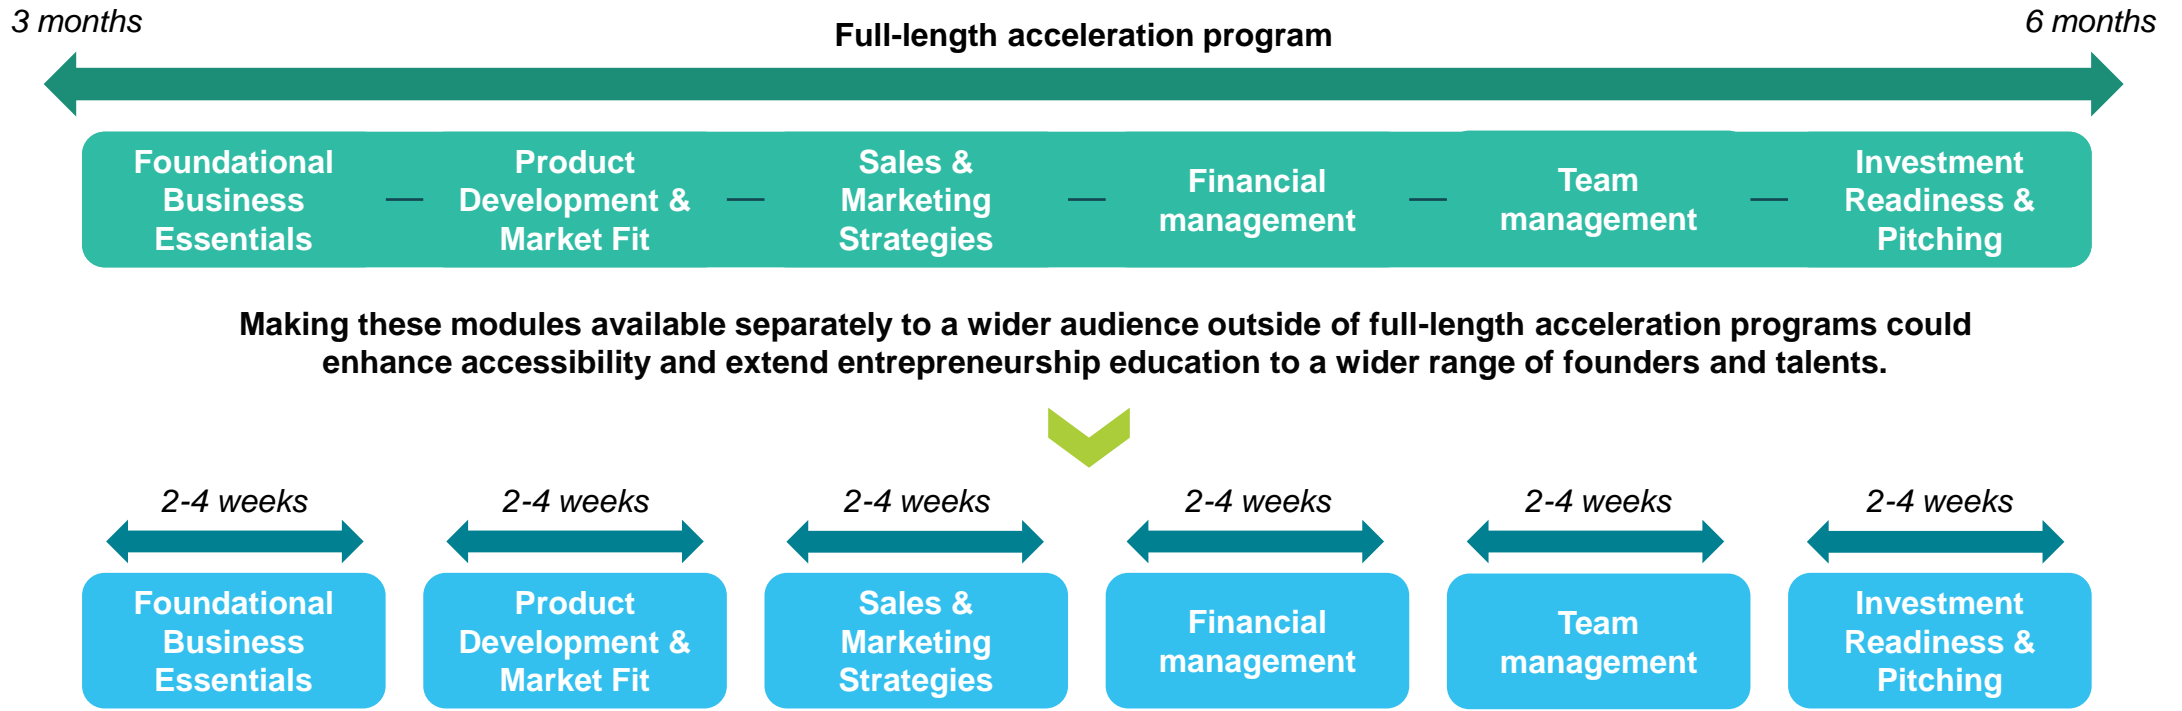 3 months
Full-length acceleration program
6 months
Foundational
Business
Essentials
Product
Development &
Market Fit
Sales &
Marketing
Strategies
Financial
management
Team
management
Investment
Readiness &
Pitching
Making these modules available separately to a wider audience outside of full-length acceleration programs could
enhance accessibility and extend entrepreneurship education to a wider range of founders and talents.
2-4 weeks
2-4 weeks
2-4 weeks
2-4 weeks
2-4 weeks
2-4 weeks
Foundational
Business
Essentials
Product
Development &
Market Fit
Sales &
Marketing
Strategies
Financial
management
Team
management
Investment
Readiness &
Pitching